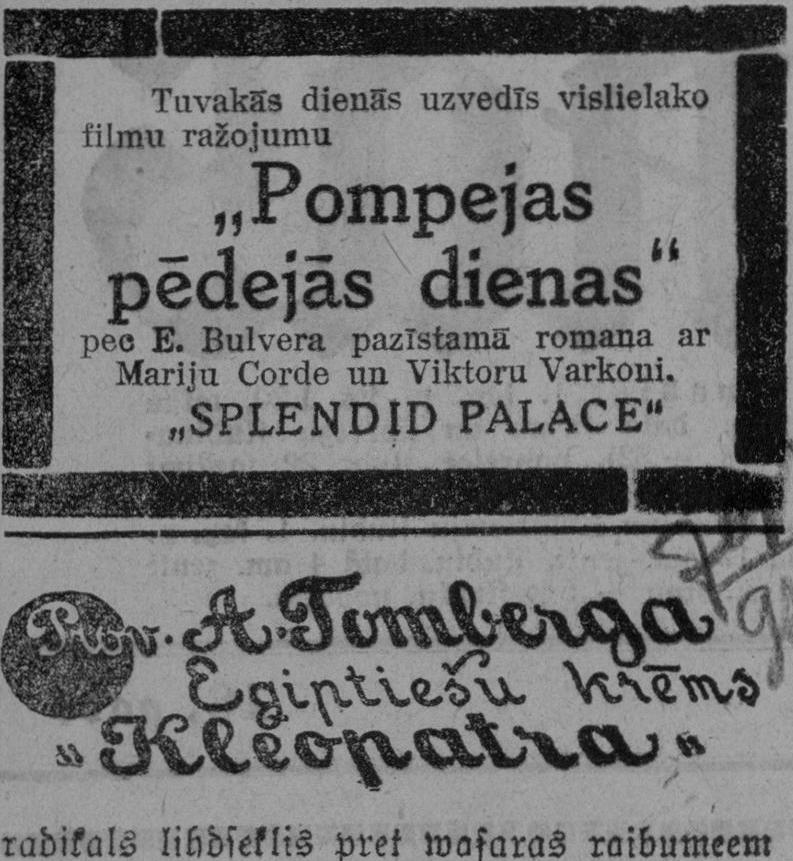 Tuvakās dienās uzvedīs vislielako
filmu ražojumu
„Pompejas
pēdejās dienas“
pec E. Bulvera pazīstamā romana ar
Mariju Corde un Viktoru Varkoni.
„SPLENDID PALACE“
Prov. A. Tomberga
Egiptiešu krēms
„Kleopatra“
radikals lihdseklis pret wasaras raibumeem